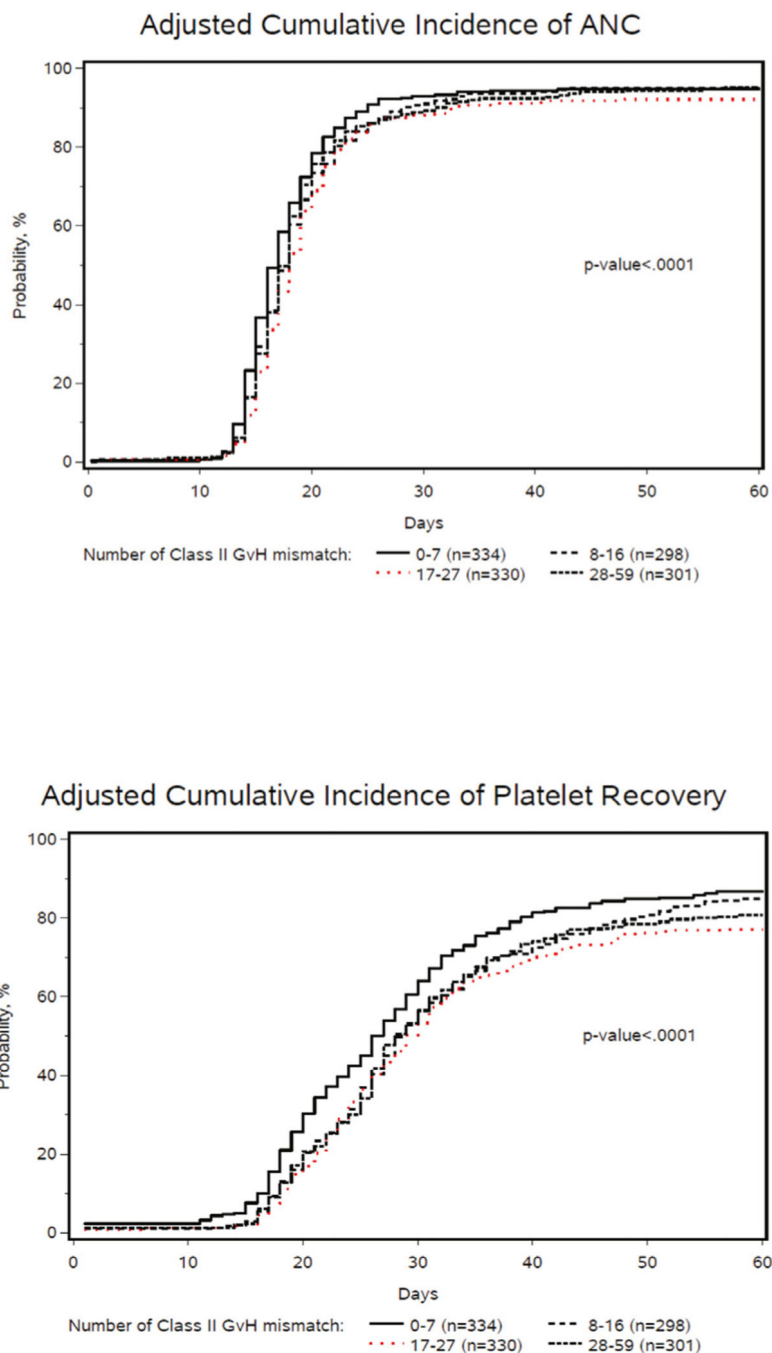 Adjusted Cumulative Incidence of ANC
100
80
60
40
20
0
Probability, %
p-value<.0001
0 10 20 30 40 50 60
Days
Number of Class II GvH mismatch: 0-7 (n=334) 8-16 (n=298)
17-27 (n=330) 28-59 (n=301)
Adjusted Cumulative Incidence of Platelet Recovery
100
80
60
40
20
0
Probability, %
p-value<.0001
0 10 20 30 40 50 60
Days
Number of Class II GvH mismatch: 0-7 (n=334) 8-16 (n=298)
17-27 (n=330) 28-59 (n=301)